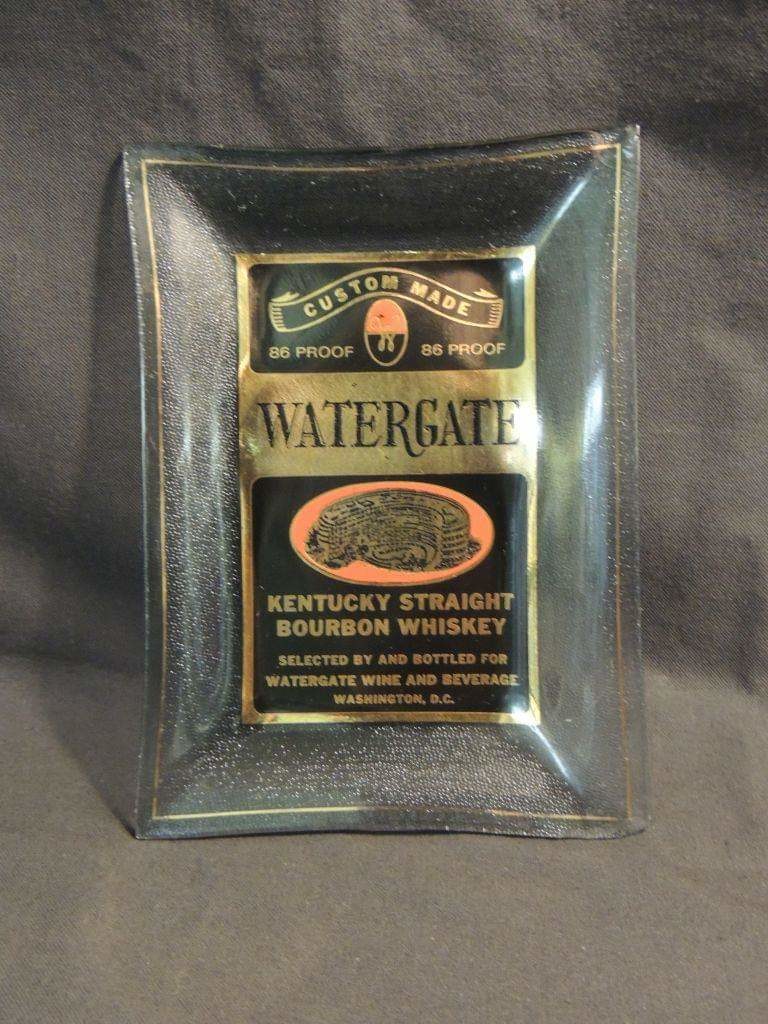 CUSTOM MADE
86 PROOF 86 PROOF
WATERGATE
KENTUCKY STRAIGHT
BOURBON WHISKEY
SELECTED BY AND BOTTLED FOR
WATERGATE WINE AND BEVERAGE
WASHINGTON, D.C.